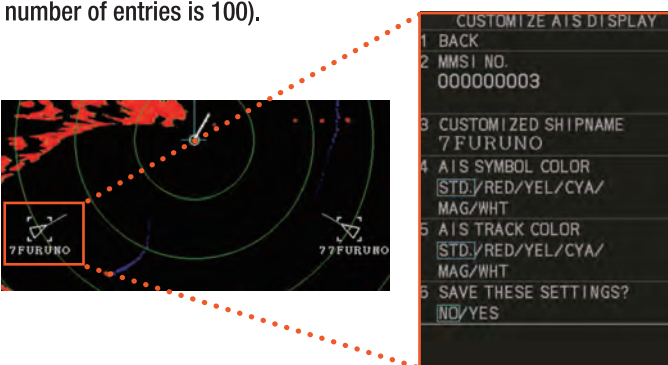 number of entries is 100).
7FURUNO
77FURUNO
CUSTOMIZE AIS DISPLAY
1 BACK
2 MMSI NO.
000000003
3 CUSTOMIZED SHIPNAME
7FURUNO
4 AIS SYMBOL COLOR
STD./RED/YEL/CYA/
MAG/WHT
5 AIS TRACK COLOR
STD./RED/YEL/CYA/
MAG/WHT
6 SAVE THESE SETTINGS?
NO/YES